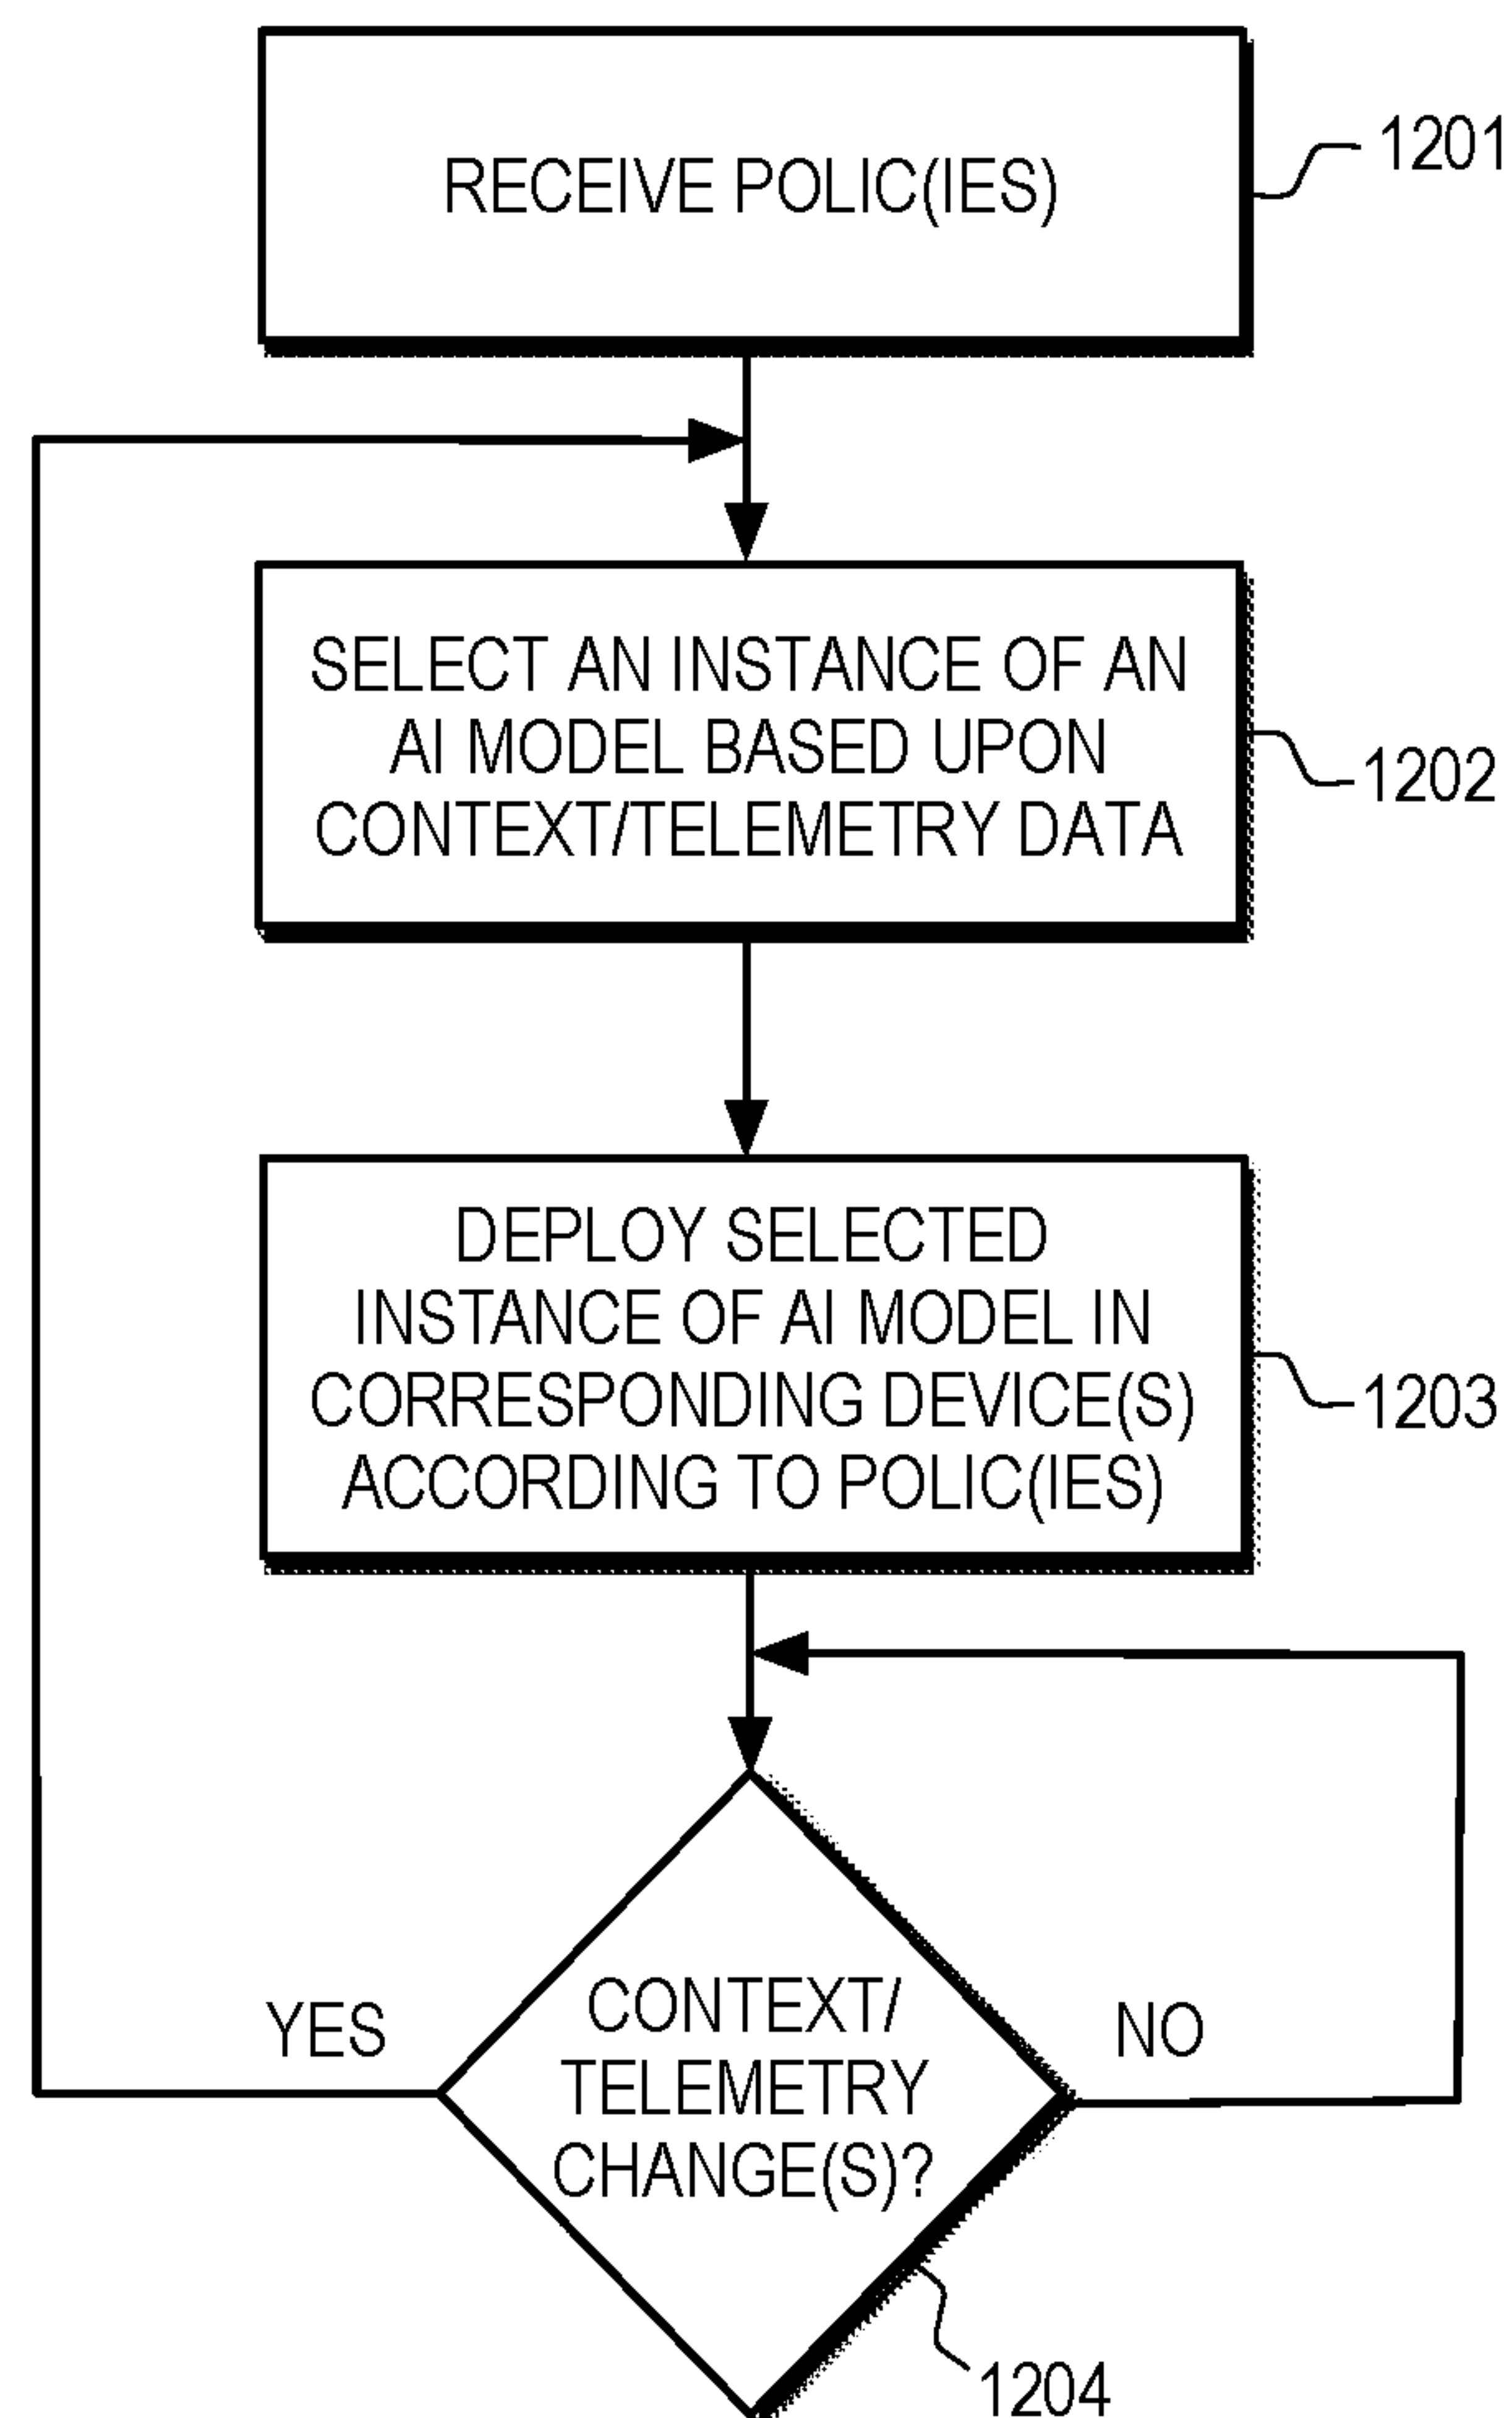 RECEIVE POLIC(IES)
1201
SELECT AN INSTANCE OF AN
AI MODEL BASED UPON
CONTEXT/TELEMETRY DATA
1202
DEPLOY SELECTED
INSTANCE OF AI MODEL IN
CORRESPONDING DEVICE(S)
ACCORDING TO POLIC(IES)
1203
YES
CONTEXT/
TELEMETRY
CHANGE(S)?
NO
1204